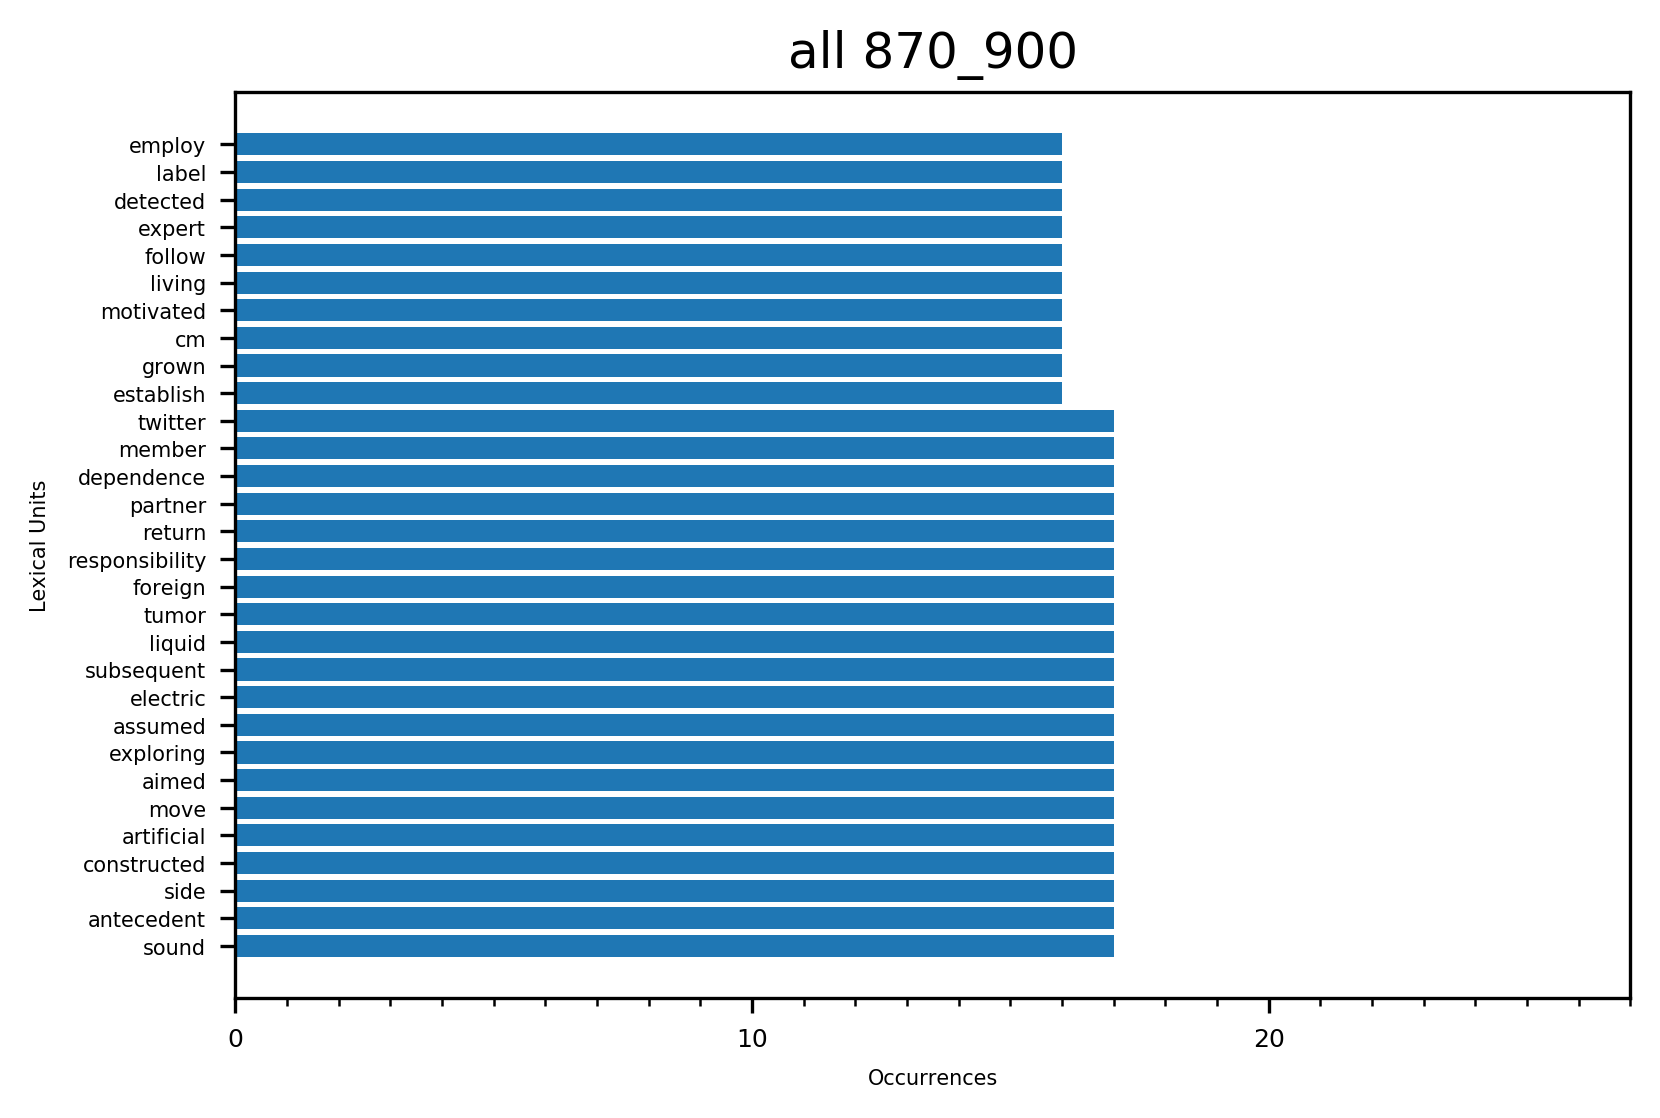 all 870_900
employ
label
detected
expert
follow
living
motivated
cm
grown
establish
twitter
member
dependence
partner
return
responsibility
foreign
tumor
liquid
subsequent
electric
assumed
exploring
aimed
move
artificial
constructed
side
antecedent
sound
Lexical Units
0 10 20
Occurrences